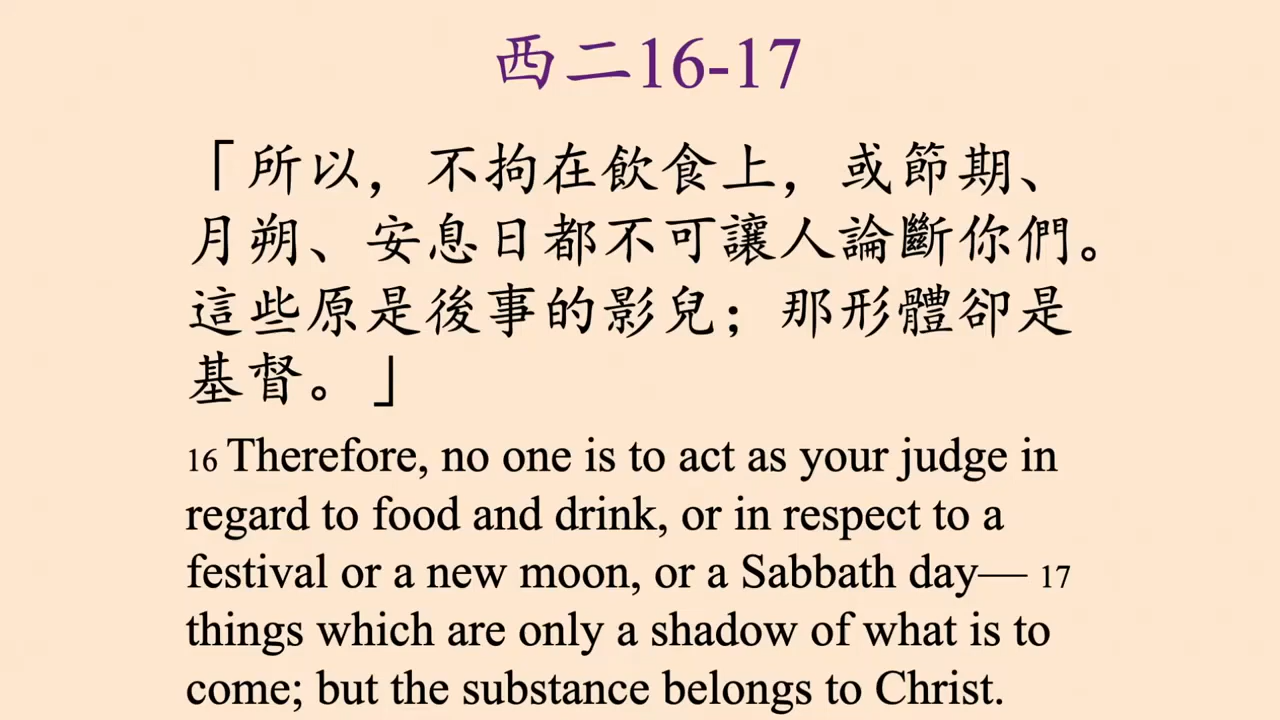 西二16-17
「所以，不拘在飲食上，或節期、
月朔、安息日都不可讓人論斷你們。
這些原是後事的影兒；那形體卻是
基督。」
16 Therefore, no one is to act as your judge in
regard to food and drink, or in respect to a
festival or a new moon, or a Sabbath day— 17
things which are only a shadow of what is to
come; but the substance belongs to Christ.